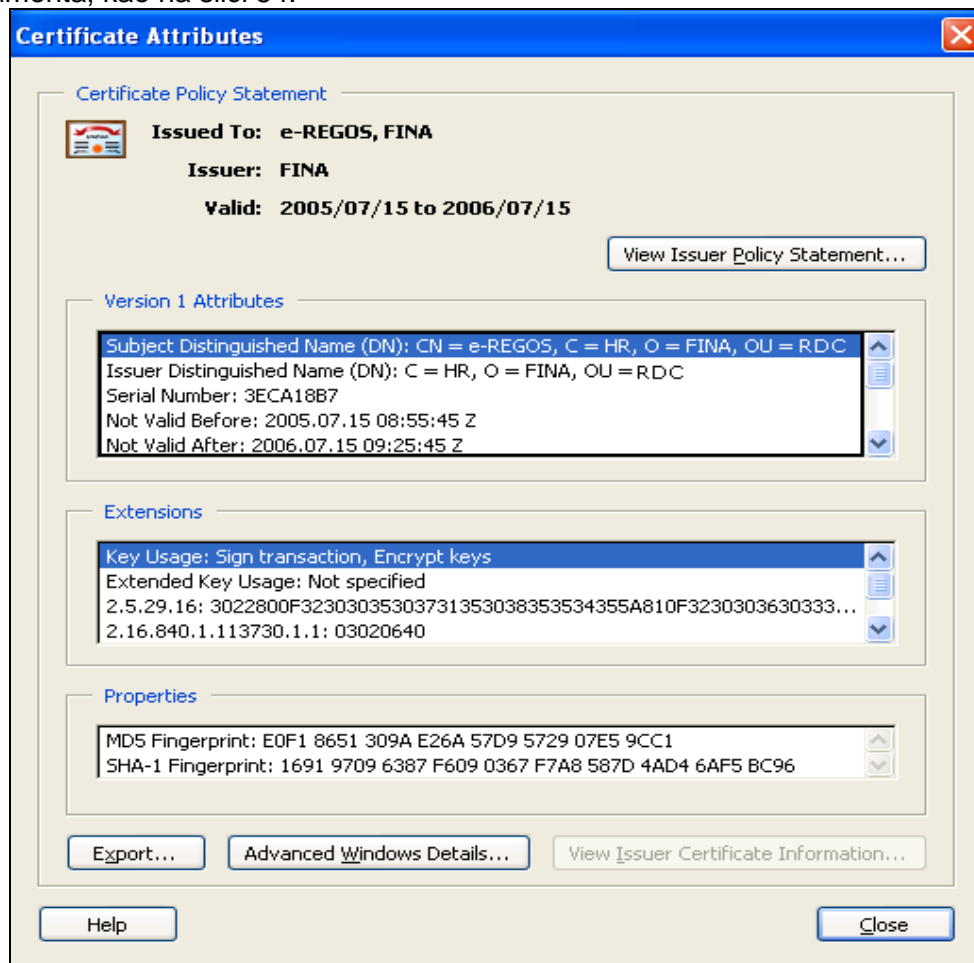 Certificate Attributes
Certificate Policy Statement
Issued To: e-REGOS, FINA
Issuer: FINA
Valid: 2005/07/15 to 2006/07/15
View Issuer Policy Statement...
Version 1 Attributes
Subject Distinguished Name (DN): CN = e-REGOS, C = HR, O = FINA, OU = RDC
Issuer Distinguished Name (DN): C = HR, O = FINA, OU = RDC
Serial Number: 3ECA18B7
Not Valid Before: 2005.07.15 08:55:45 Z
Not Valid After: 2006.07.15 09:25:45 Z
Extensions
Key Usage: Sign transaction, Encrypt keys
Extended Key Usage: Not specified
2.5.29.16: 3022800F32303035303731353038353534355A810F3230303630333...
2.16.840.1.113730.1.1: 03020640
Properties
MD5 Fingerprint: E0F1 8651 309A E26A 57D9 5729 07E5 9CC1
SHA-1 Fingerprint: 1691 9709 6387 F609 0367 F7A8 587D 4AD4 6AF5 BC96
Export... Advanced Windows Details... View Issuer Certificate Information...
Help Close